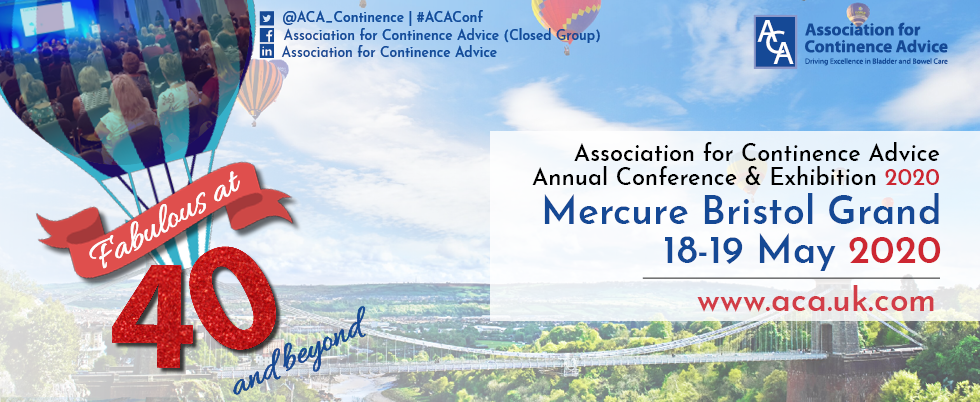 @ACA_Continence | #ACAConf
Association for Continence Advice (Closed Group)
in Association for Continence Advice
ACA
Association for
Continence Advice
Driving Excellence in Bladder and Bowel Care
Association for Continence Advice
Annual Conference & Exhibition 2020
Mercure Bristol Grand
18-19 May 2020
www.aca.uk.com
Fabulous at
40
and beyond